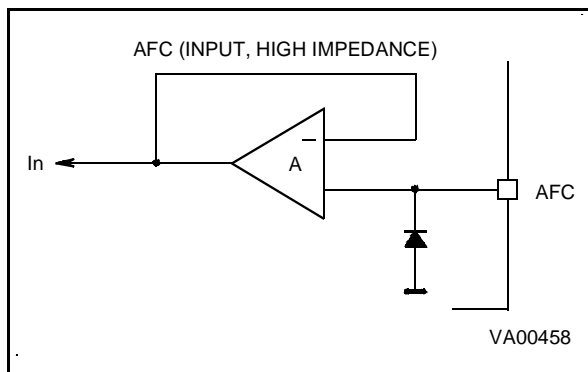 AFC (INPUT, HIGH IMPEDANCE)
In
A
AFC
VA00458